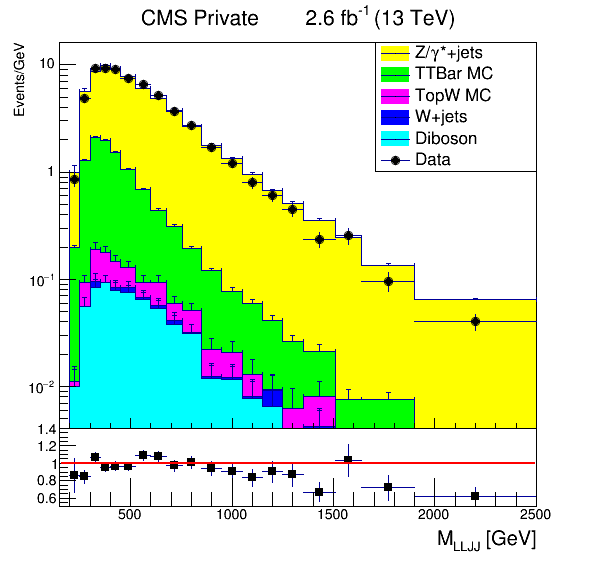 CMS Private 2.6 fb⁻¹ (13 TeV)
Events/GeV
Z/γ*+jets
TTBar MC
TopW MC
W+jets
Diboson
Data
10
1
10⁻¹
10⁻²
1.4
1.2
1
0.8
0.6
500 1000 1500 2000 2500
M_LLJJ [GeV]